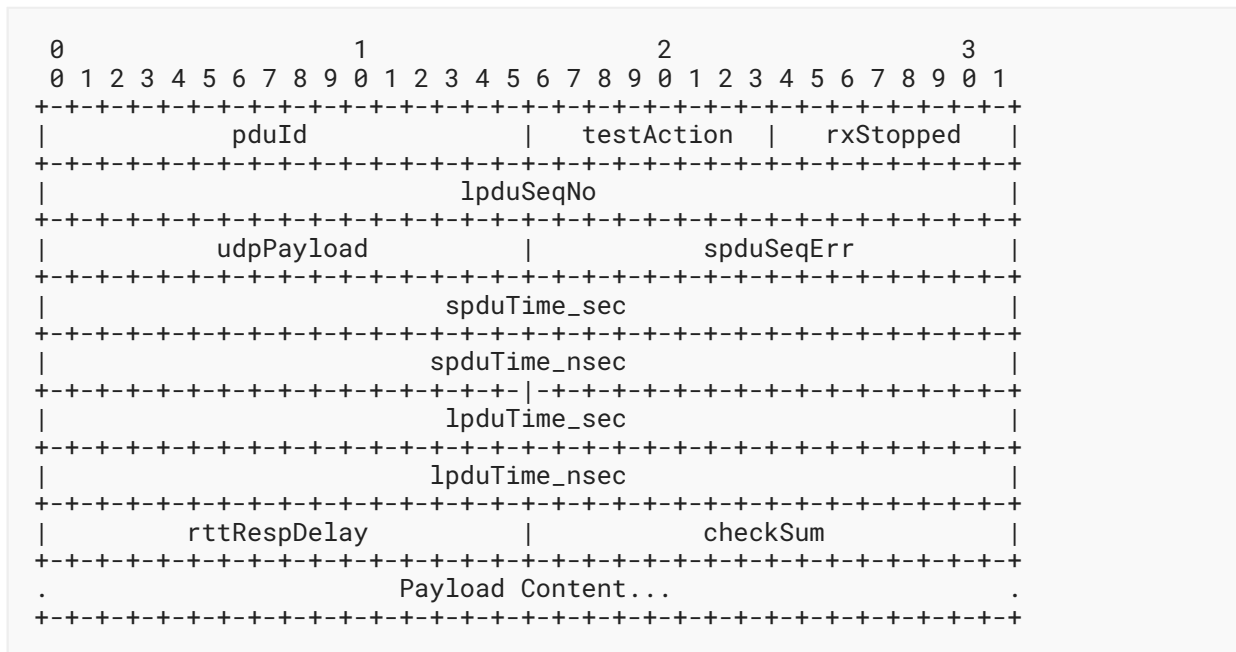 0                   1                   2                   3
 0 1 2 3 4 5 6 7 8 9 0 1 2 3 4 5 6 7 8 9 0 1 2 3 4 5 6 7 8 9 0 1
+-+-+-+-+-+-+-+-+-+-+-+-+-+-+-+-+-+-+-+-+-+-+-+-+-+-+-+-+-+-+-+-+
|            pduId              |   testAction  |   rxStopped   |
+-+-+-+-+-+-+-+-+-+-+-+-+-+-+-+-+-+-+-+-+-+-+-+-+-+-+-+-+-+-+-+-+
|                           lpduSeqNo                           |
+-+-+-+-+-+-+-+-+-+-+-+-+-+-+-+-+-+-+-+-+-+-+-+-+-+-+-+-+-+-+-+-+
|           udpPayload          |           spduSeqErr          |
+-+-+-+-+-+-+-+-+-+-+-+-+-+-+-+-+-+-+-+-+-+-+-+-+-+-+-+-+-+-+-+-+
|                          spduTime_sec                         |
+-+-+-+-+-+-+-+-+-+-+-+-+-+-+-+-+-+-+-+-+-+-+-+-+-+-+-+-+-+-+-+-+
|                         spduTime_nsec                         |
+-+-+-+-+-+-+-+-+-+-+-+-+-+-+-+-|-+-+-+-+-+-+-+-+-+-+-+-+-+-+-+-+
|                          lpduTime_sec                         |
+-+-+-+-+-+-+-+-+-+-+-+-+-+-+-+-+-+-+-+-+-+-+-+-+-+-+-+-+-+-+-+-+
|                         lpduTime_nsec                         |
+-+-+-+-+-+-+-+-+-+-+-+-+-+-+-+-+-+-+-+-+-+-+-+-+-+-+-+-+-+-+-+-+
|         rttRespDelay          |           checkSum            |
+-+-+-+-+-+-+-+-+-+-+-+-+-+-+-+-+-+-+-+-+-+-+-+-+-+-+-+-+-+-+-+-+
.                       Payload Content...                      .
+-+-+-+-+-+-+-+-+-+-+-+-+-+-+-+-+-+-+-+-+-+-+-+-+-+-+-+-+-+-+-+-+